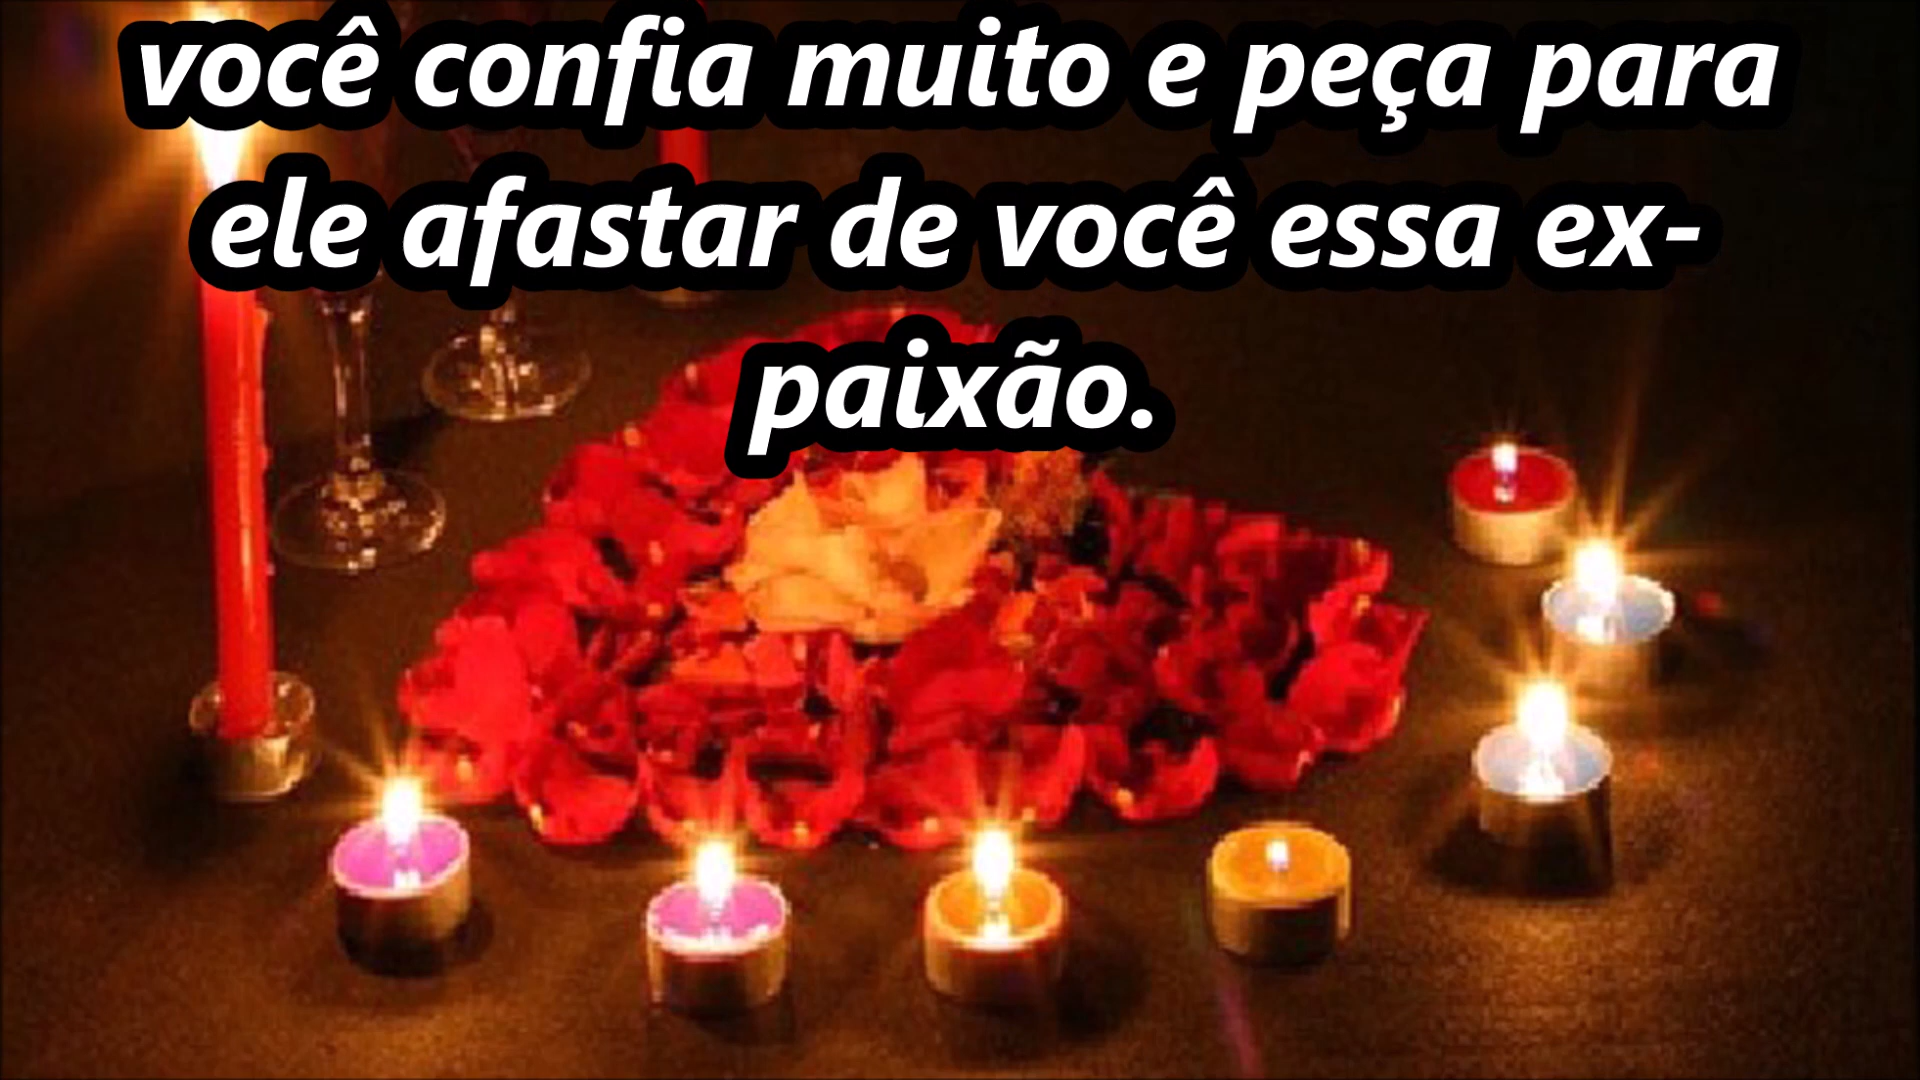 você confia muito e peça para
ele afastar de você essa ex-
paixão.